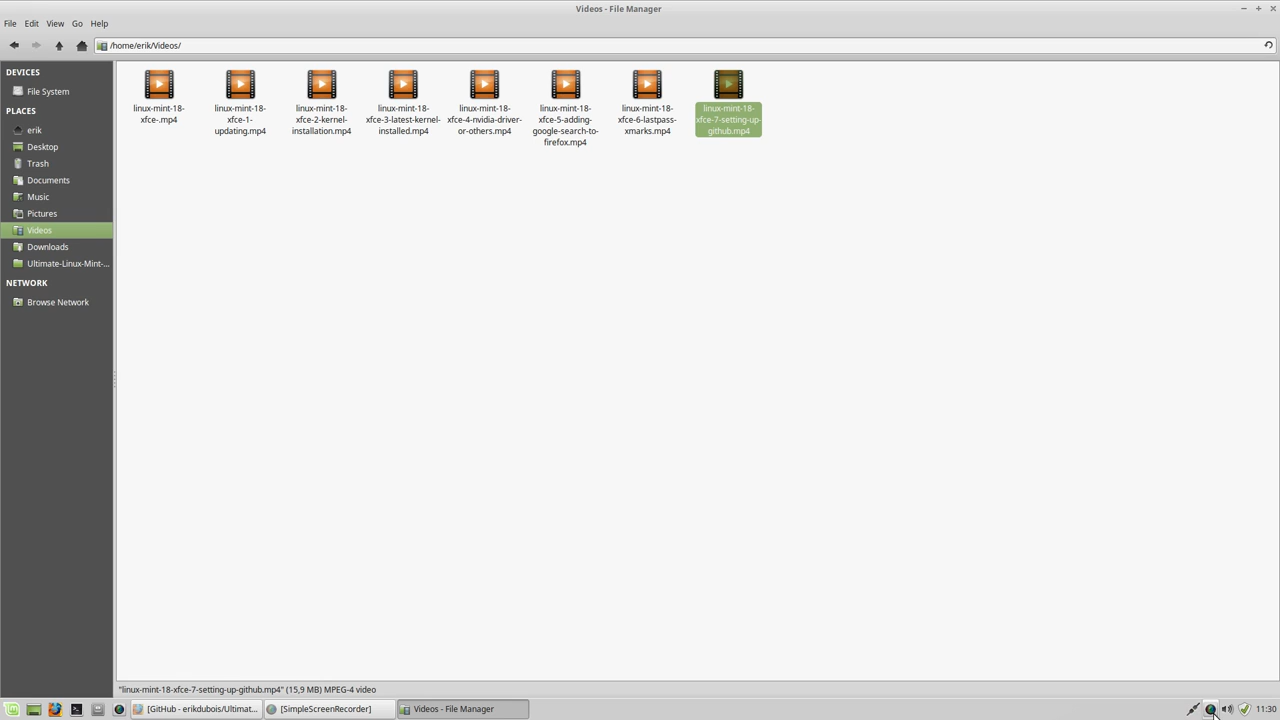 Videos - File Manager
File Edit View Go Help
/home/erik/Videos/
DEVICES
File System
PLACES
erik
Desktop
Trash
Documents
Music
Pictures
Videos
Downloads
Ultimate-Linux-Mint-...
NETWORK
Browse Network
linux-mint-18-
xfce-.mp4
linux-mint-18-
xfce-1-
updating.mp4
linux-mint-18-
xfce-2-kernel-
installation.mp4
linux-mint-18-
xfce-3-latest-kernel-
installed.mp4
linux-mint-18-
xfce-4-nvidia-driver-
or-others.mp4
linux-mint-18-
xfce-5-adding-
google-search-to-
firefox.mp4
linux-mint-18-
xfce-6-lastpass-
xmarks.mp4
linux-mint-18-
xfce-7-setting-up-
github.mp4
"linux-mint-18-xfce-7-setting-up-github.mp4" (15,9 MB) MPEG-4 video
[GitHub - erikdubois/Ultimat... [SimpleScreenRecorder] Videos - File Manager 11:30